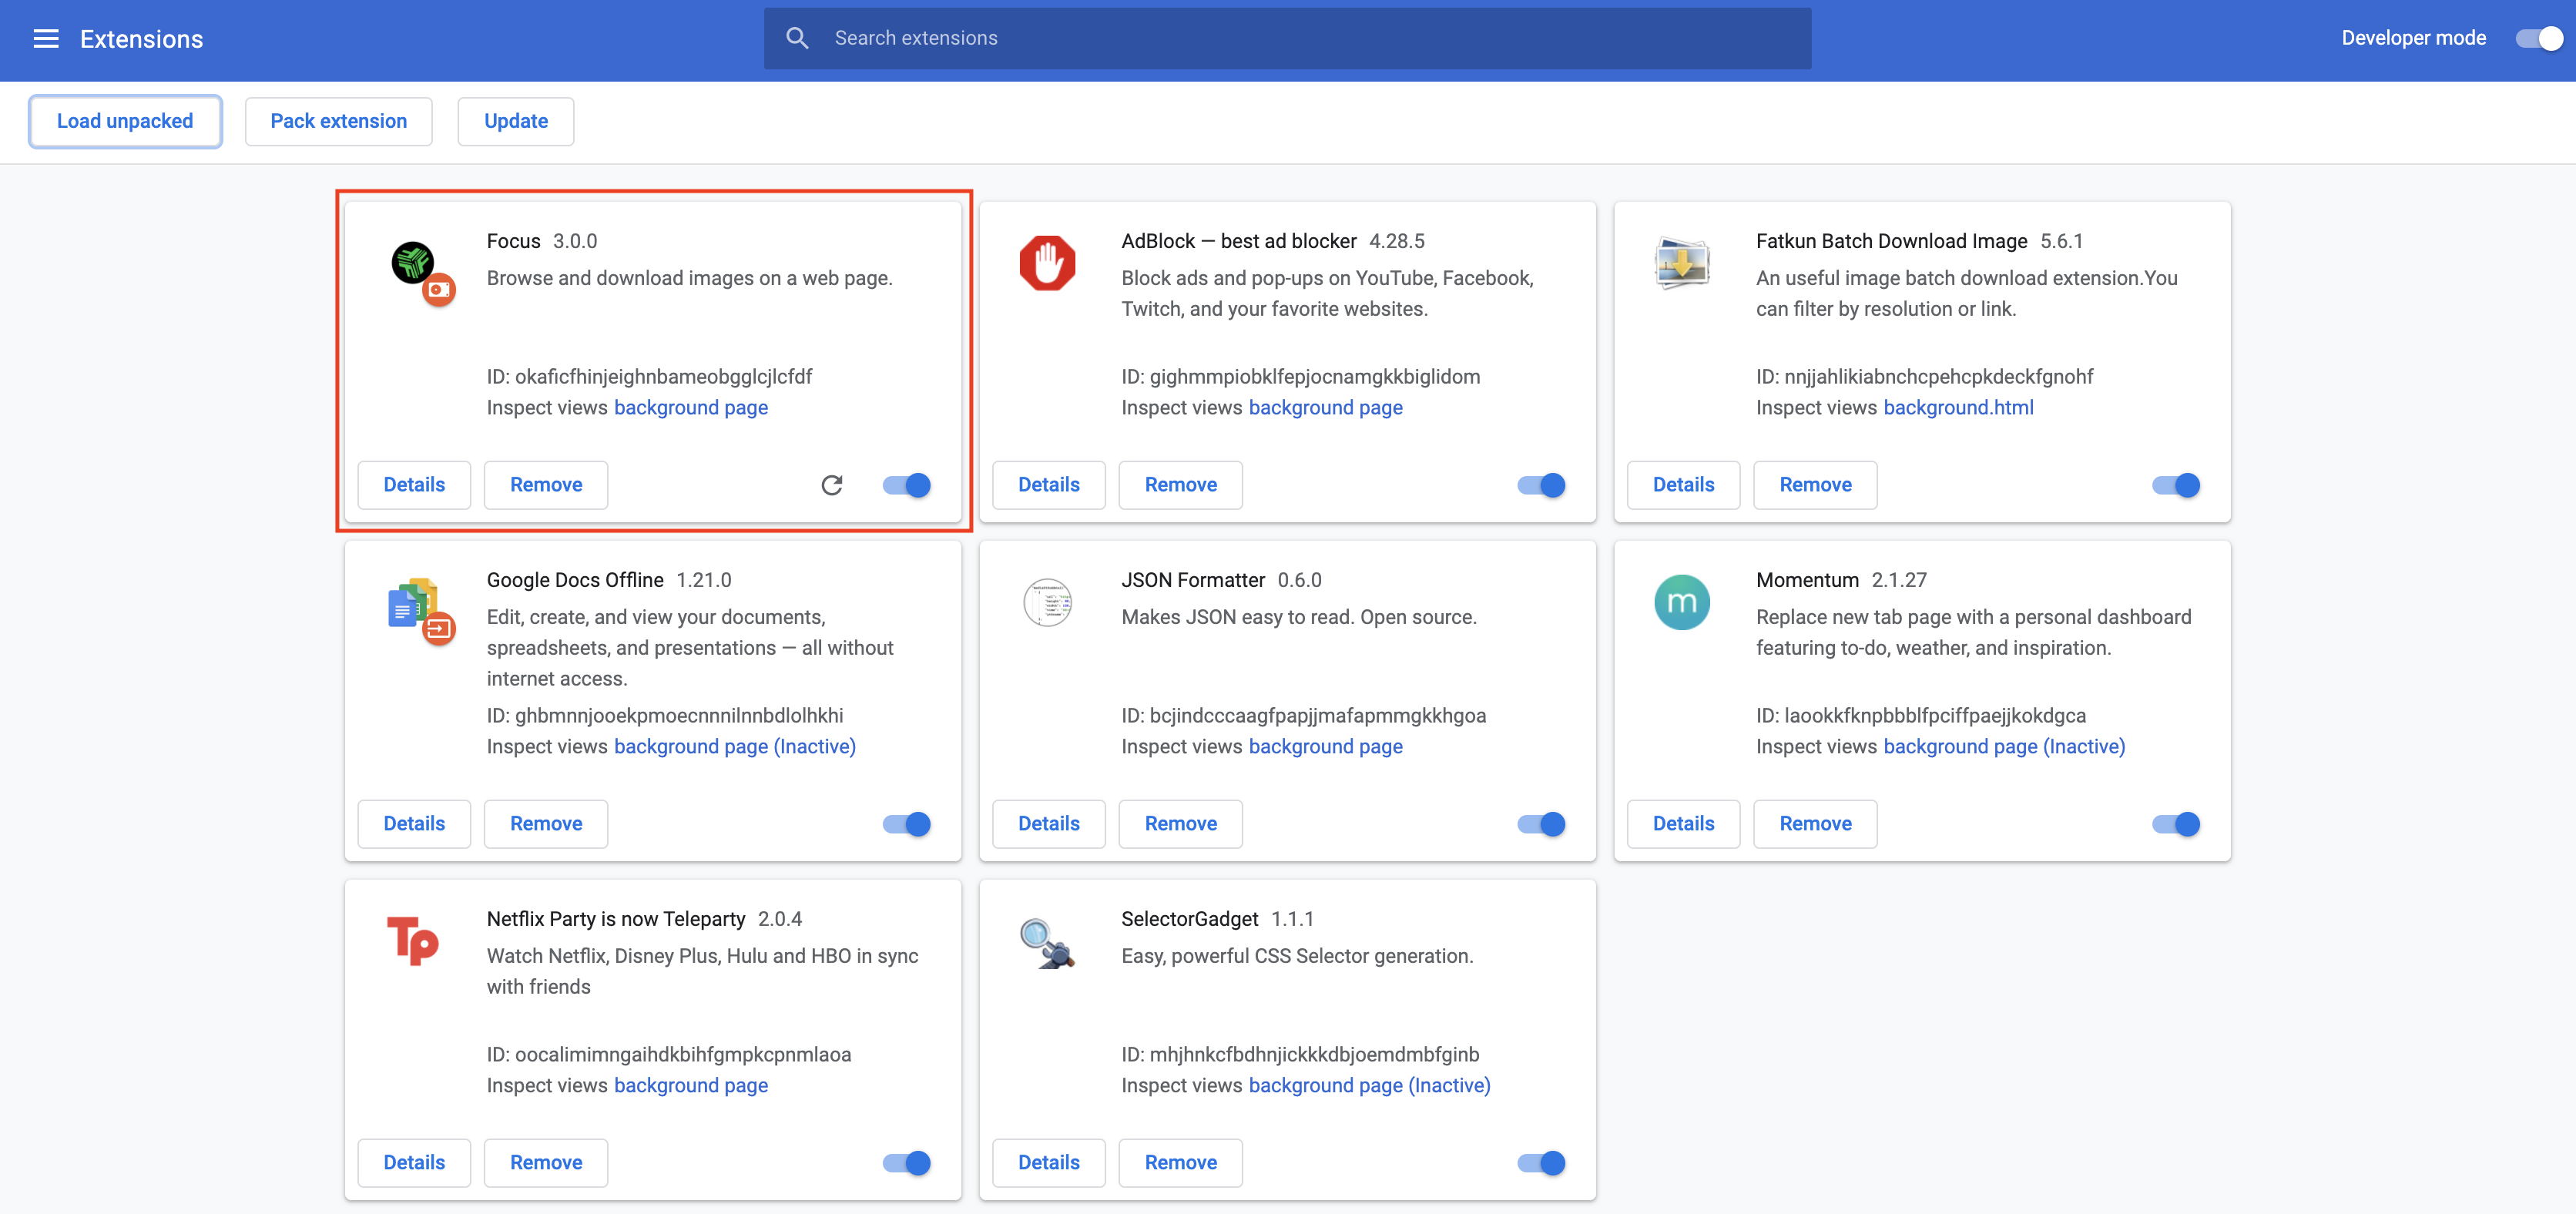 Extensions
Search extensions
Developer mode
Load unpacked
Pack extension
Update
Focus 3.0.0
Browse and download images on a web page.
ID: okaficfhinjeighnbameobgglcjlcfdf
Inspect views background page
Details
Remove
AdBlock — best ad blocker 4.28.5
Block ads and pop-ups on YouTube, Facebook,
Twitch, and your favorite websites.
ID: gighmmpiobklfepjocnamgkkbiglidom
Inspect views background page
Details
Remove
Fatkun Batch Download Image 5.6.1
An useful image batch download extension.You
can filter by resolution or link.
ID: nnjjahlikiabnchcpehcpkdeckfgnohf
Inspect views background.html
Details
Remove
Google Docs Offline 1.21.0
Edit, create, and view your documents,
spreadsheets, and presentations — all without
internet access.
ID: ghbmnnjooekpmoecnnnilnnbdlolhkhi
Inspect views background page (Inactive)
Details
Remove
JSON Formatter 0.6.0
Makes JSON easy to read. Open source.
ID: bcjindcccaagfpapjjmafapmmgkkhgoa
Inspect views background page
Details
Remove
m
Momentum 2.1.27
Replace new tab page with a personal dashboard
featuring to-do, weather, and inspiration.
ID: laookkfknpbbblfpciffpaejjkokdgca
Inspect views background page (Inactive)
Details
Remove
Tp
Netflix Party is now Teleparty 2.0.4
Watch Netflix, Disney Plus, Hulu and HBO in sync
with friends
ID: oocalimimngaihdkbihfgmpkcpnmlaoa
Inspect views background page
Details
Remove
SelectorGadget 1.1.1
Easy, powerful CSS Selector generation.
ID: mhjhnkcfbdhnjickkkdbjoemdmbfginb
Inspect views background page (Inactive)
Details
Remove